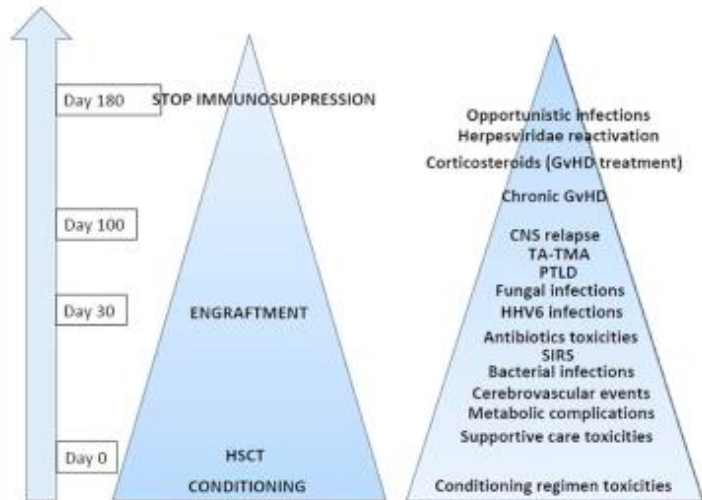 Day 180
STOP IMMUNOSUPPRESSION
Day 100
Day 30
ENGRAFTMENT
Day 0
HSCT
CONDITIONING
Opportunistic infections
Herpesviridae reactivation
Corticosteroids (GvHD treatment)
Chronic GvHD
CNS relapse
TA-TMA
PTLD
Fungal infections
HHV6 infections
Antibiotics toxicities
SIRS
Bacterial infections
Cerebrovascular events
Metabolic complications
Supportive care toxicities
Conditioning regimen toxicities